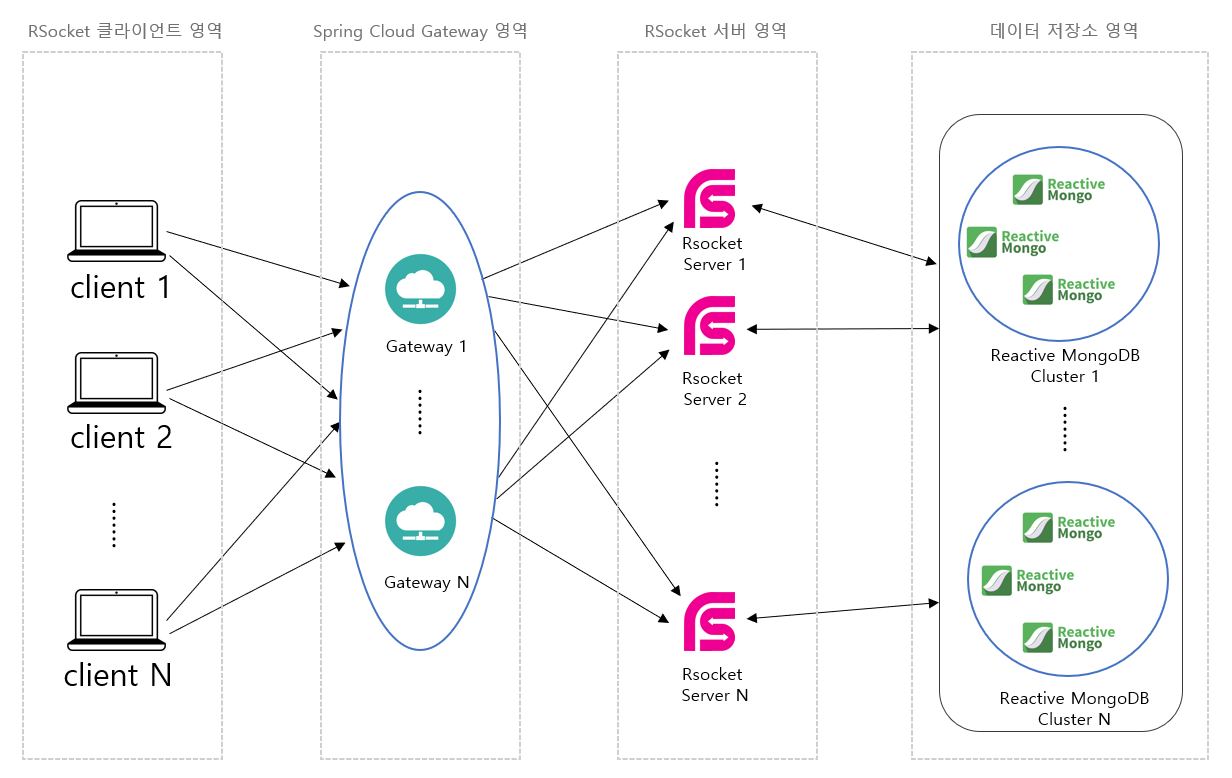 RSocket 클라이언트 영역
Spring Cloud Gateway 영역
RSocket 서버 영역
데이터 저장소 영역
client 1
client 2
client N
Gateway 1
Gateway N
Rsocket
Server 1
Rsocket
Server 2
Rsocket
Server N
Reactive
Mongo
Reactive
Mongo
Reactive
Mongo
Reactive MongoDB
Cluster 1
Reactive
Mongo
Reactive
Mongo
Reactive
Mongo
Reactive MongoDB
Cluster N